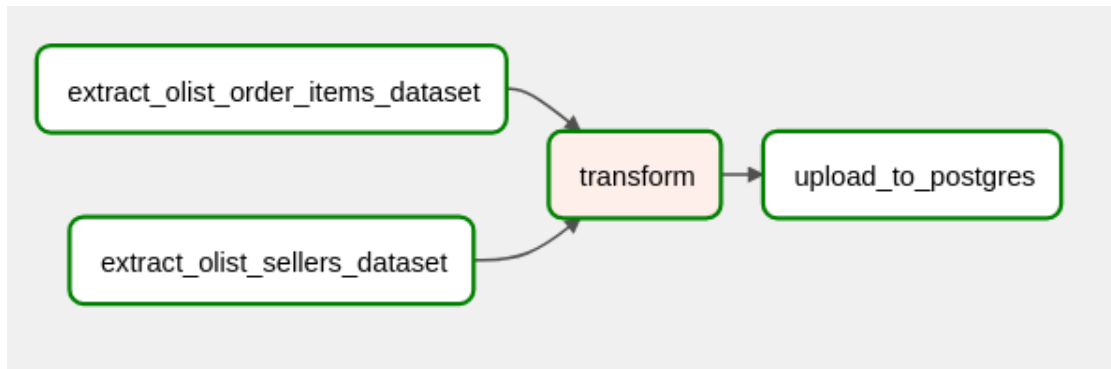 extract_olist_order_items_dataset
transform
upload_to_postgres
extract_olist_sellers_dataset